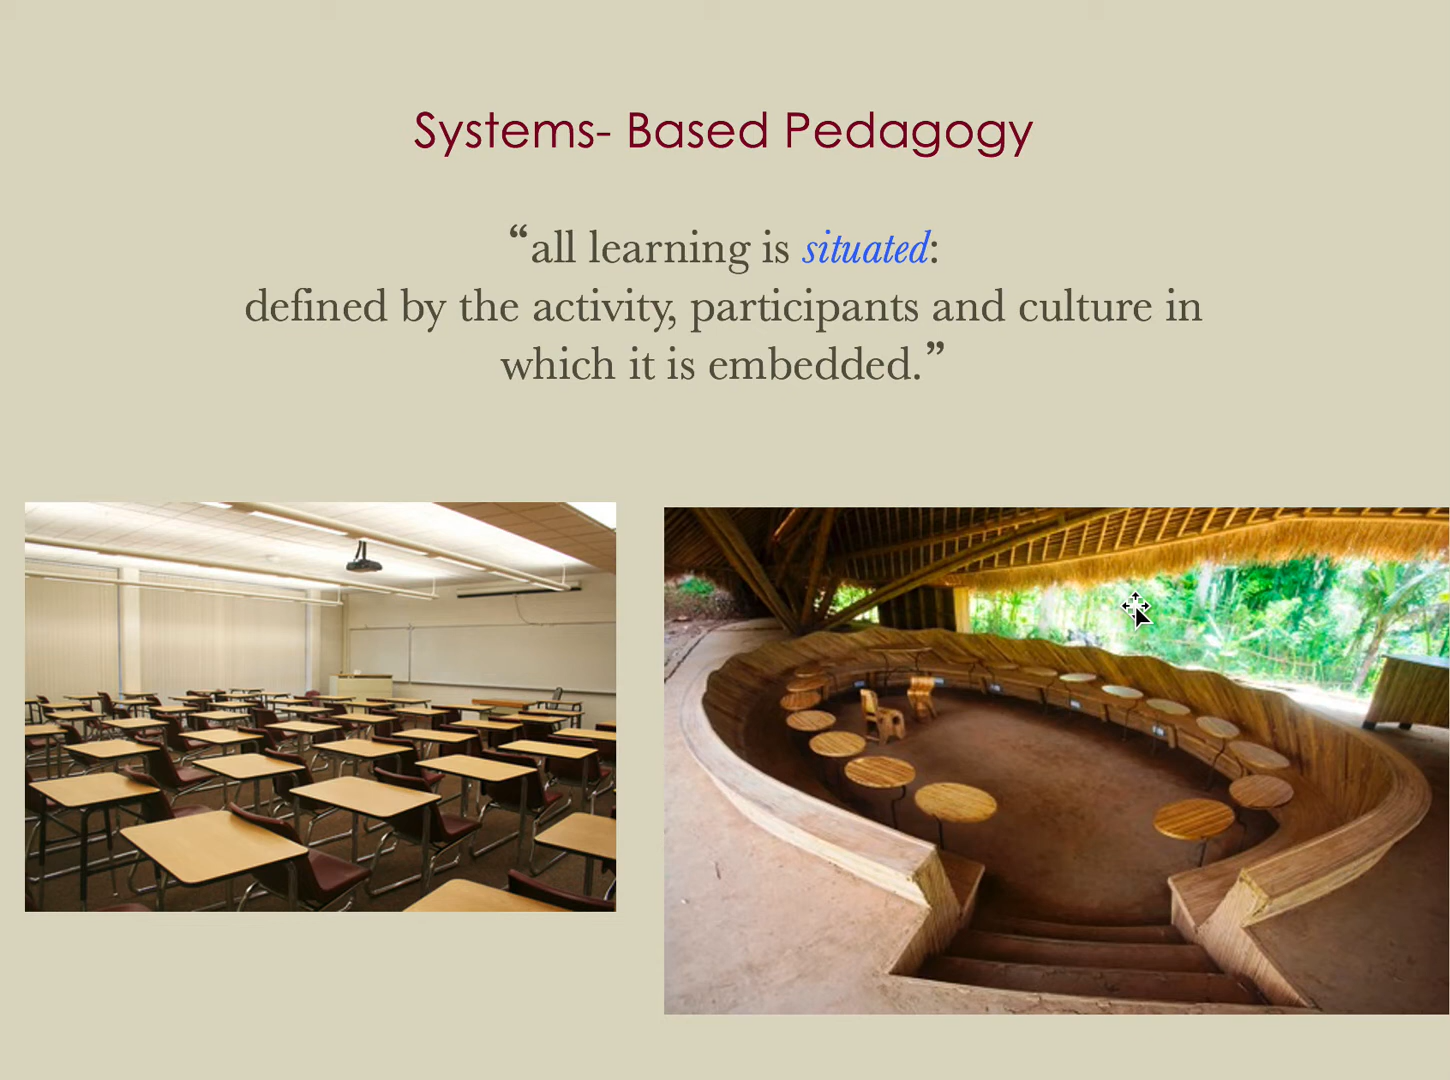 Systems- Based Pedagogy
“all learning is situated:
defined by the activity, participants and culture in
which it is embedded.”